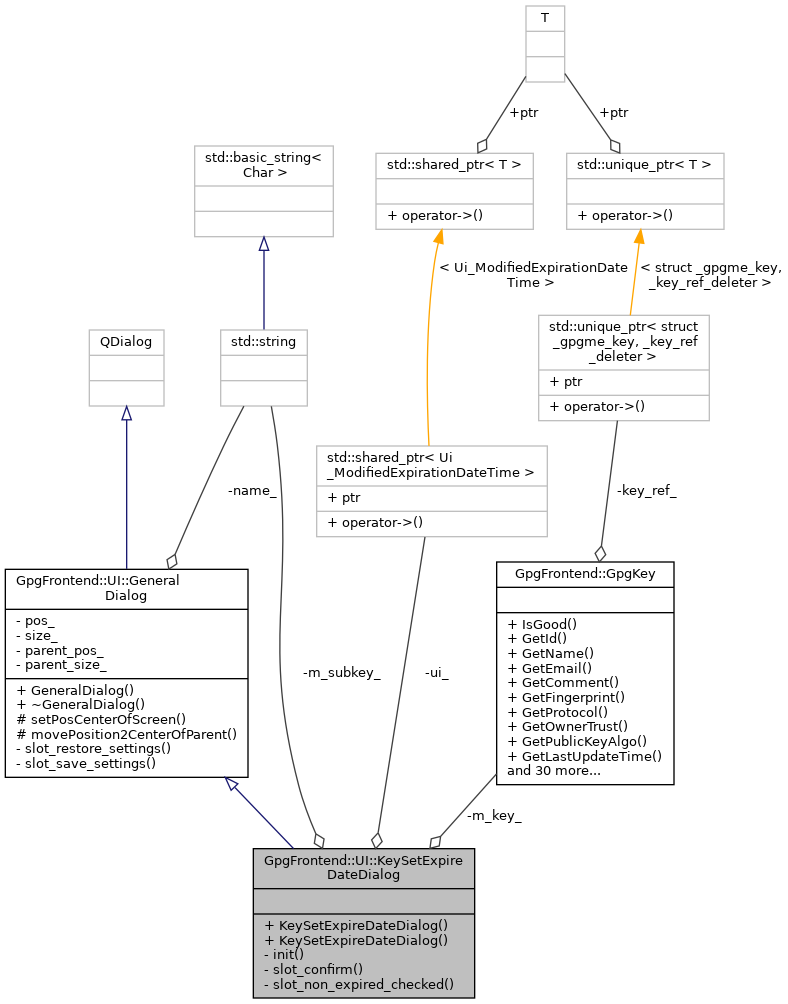 T
+ptr
+ptr
std::basic_string<
Char >
std::shared_ptr< T >
+ operator->()
std::unique_ptr< T >
+ operator->()
< Ui_ModifiedExpirationDate
Time >
< struct _gpgme_key,
_key_ref_deleter >
QDialog
std::string
std::unique_ptr< struct
_gpgme_key, _key_ref
_deleter >
+ ptr
+ operator->()
std::shared_ptr< Ui
_ModifiedExpirationDateTime >
+ ptr
+ operator->()
-name_
-key_ref_
GpgFrontend::UI::General
Dialog
- pos_
- size_
- parent_pos_
- parent_size_
+ GeneralDialog()
+ ~GeneralDialog()
# setPosCenterOfScreen()
# movePosition2CenterOfParent()
- slot_restore_settings()
- slot_save_settings()
-m_subkey_
-ui_
GpgFrontend::GpgKey
+ IsGood()
+ GetId()
+ GetName()
+ GetEmail()
+ GetComment()
+ GetFingerprint()
+ GetProtocol()
+ GetOwnerTrust()
+ GetPublicKeyAlgo()
+ GetLastUpdateTime()
and 30 more...
-m_key_
GpgFrontend::UI::KeySetExpire
DateDialog
+ KeySetExpireDateDialog()
+ KeySetExpireDateDialog()
- init()
- slot_confirm()
- slot_non_expired_checked()